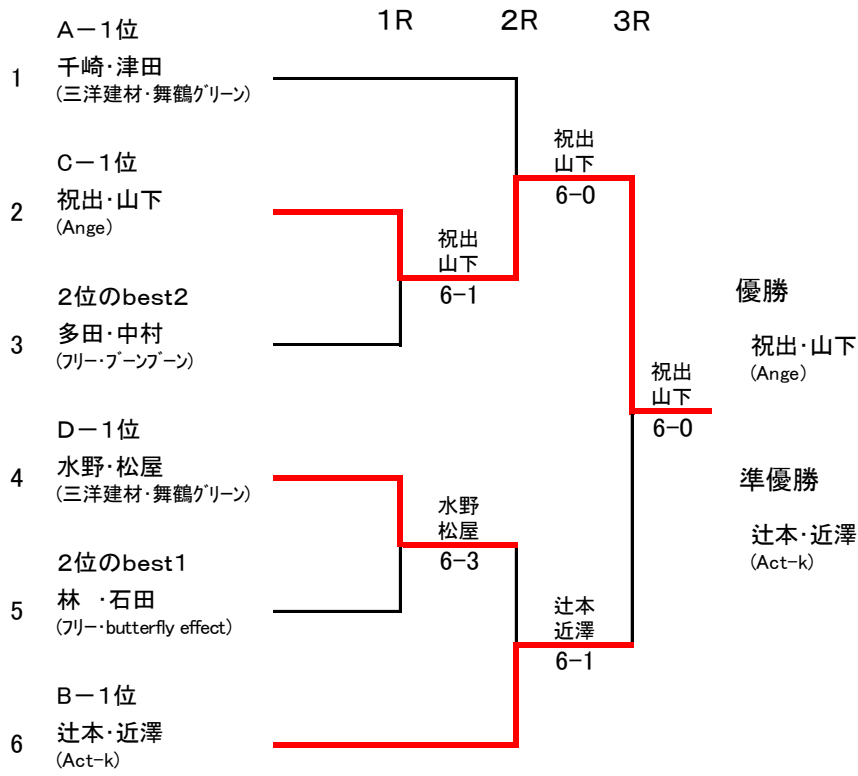 1R 2R 3R
A－1位
1 千崎・津田
(三洋建材・舞鶴ｸﾞﾘｰﾝ)
C－1位
2 祝出・山下
(Ange)
2位のbest2
3 多田・中村
(ﾌﾘｰ・ﾌﾞｰﾝﾌﾞｰﾝ)
D－1位
4 水野・松屋
(三洋建材・舞鶴ｸﾞﾘｰﾝ)
2位のbest1
5 林　・石田
(ﾌﾘｰ・butterfly effect)
B－1位
6 辻本・近澤
(Act-k)
祝出
山下
6-1
水野
松屋
6-3
祝出
山下
6-0
辻本
近澤
6-1
祝出
山下
6-0
優勝
祝出・山下
(Ange)
準優勝
辻本・近澤
(Act-k)